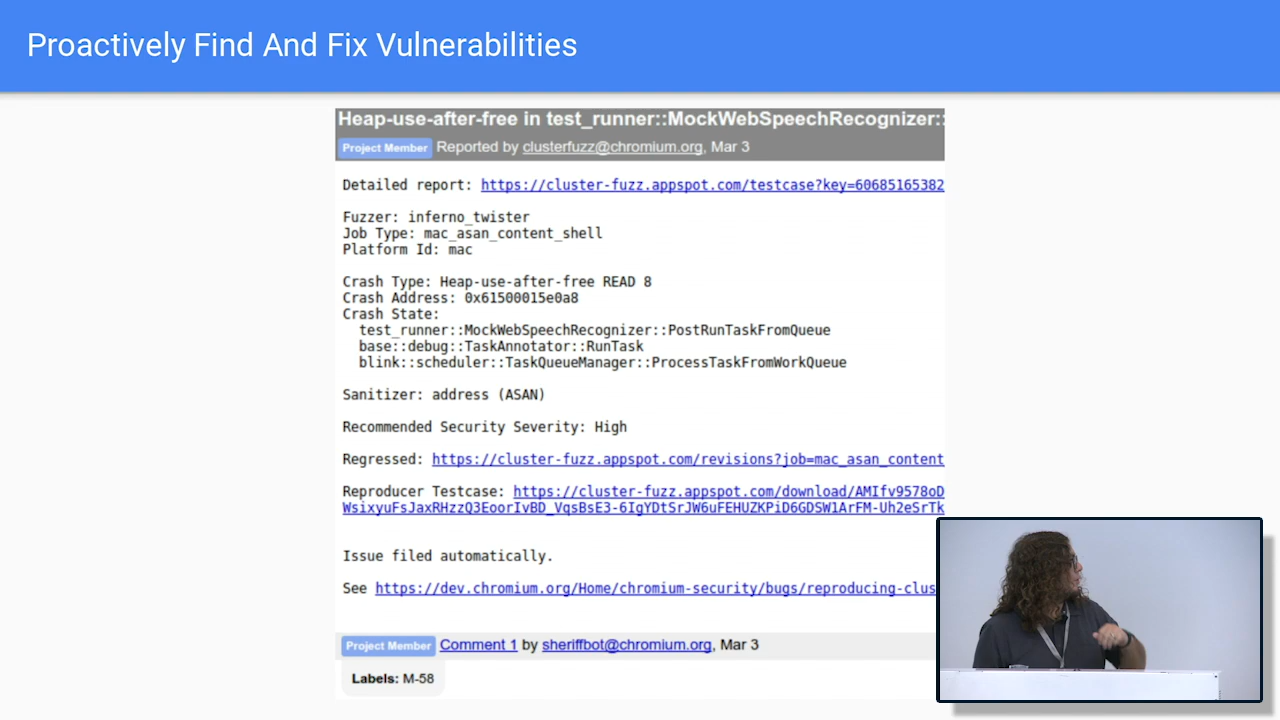 Proactively Find And Fix Vulnerabilities
Heap-use-after-free in test_runner::MockWebSpeechRecognizer::
Project Member Reported by clusterfuzz@chromium.org, Mar 3
Detailed report: https://cluster-fuzz.appspot.com/testcase?key=60685165382
Fuzzer: inferno_twister
Job Type: mac_asan_content_shell
Platform Id: mac
Crash Type: Heap-use-after-free READ 8
Crash Address: 0x61500015e0a8
Crash State:
test_runner::MockWebSpeechRecognizer::PostRunTaskFromQueue
base::debug::TaskAnnotator::RunTask
blink::scheduler::TaskQueueManager::ProcessTaskFromWorkQueue
Sanitizer: address (ASAN)
Recommended Security Severity: High
Regressed: https://cluster-fuzz.appspot.com/revisions?job=mac_asan_content
Reproducer Testcase: https://cluster-fuzz.appspot.com/download/AMIfv9578oD
WsixyuFsJaxRHzzQ3EoorIvBD_VqsBsE3-6IgYDtSrJW6uFEHUZKPiD6GDSW1ArFM-Uh2eSrTk
Issue filed automatically.
See https://dev.chromium.org/Home/chromium-security/bugs/reproducing-clus
Project Member Comment 1 by sheriffbot@chromium.org, Mar 3
Labels: M-58